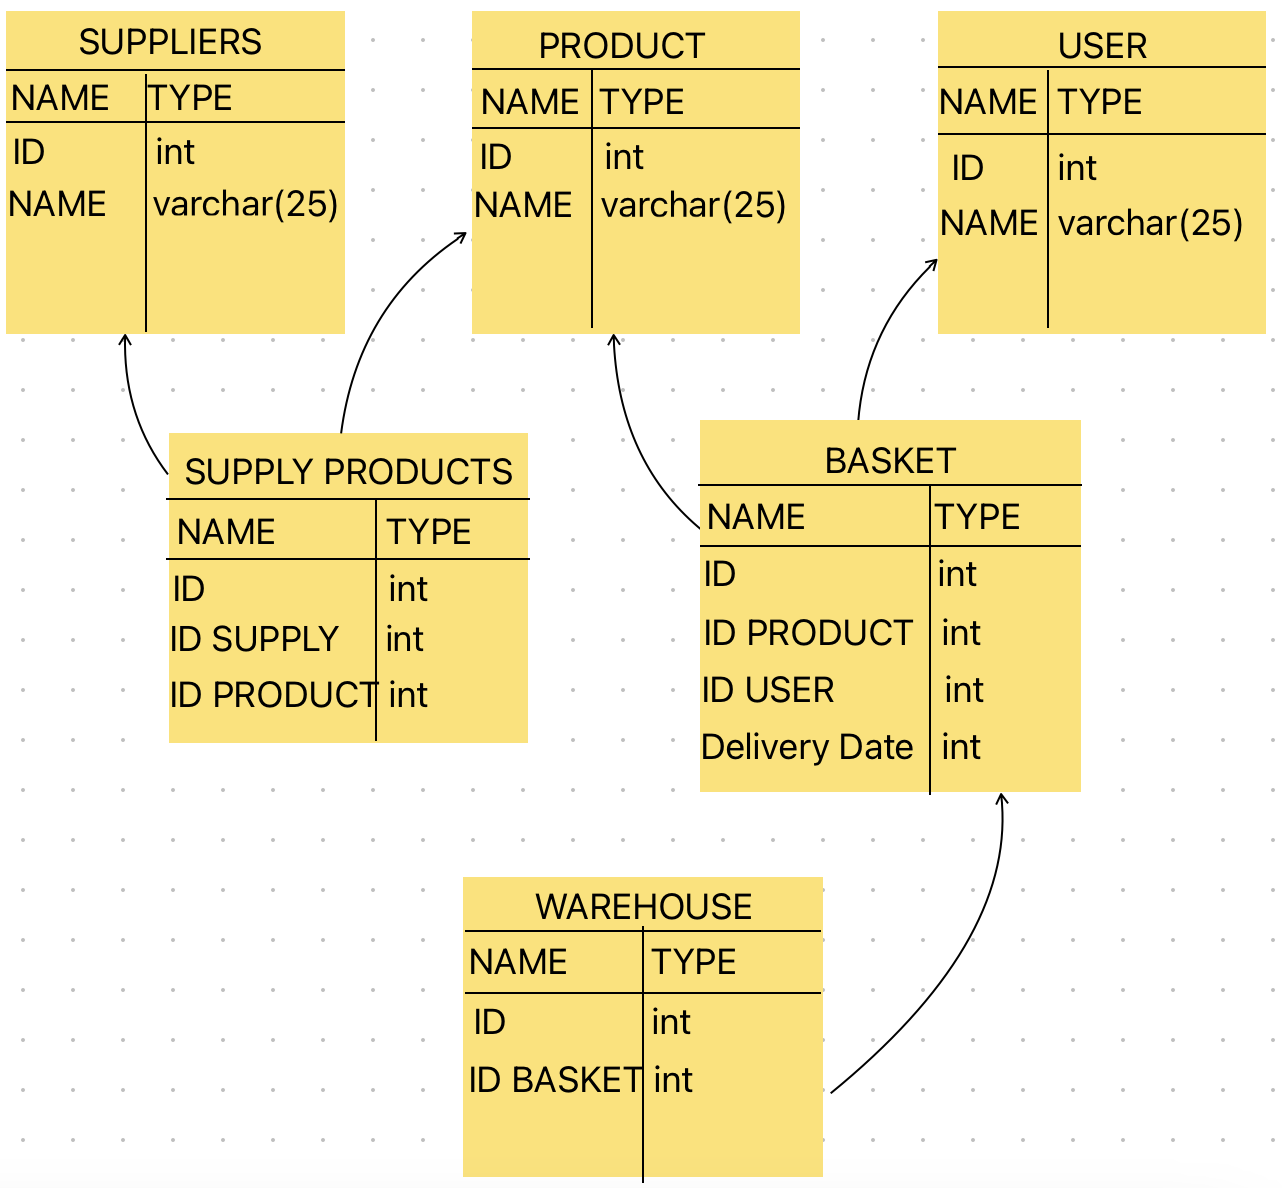 SUPPLIERS
NAME TYPE
ID int
NAME varchar(25)
PRODUCT
NAME TYPE
ID int
NAME varchar(25)
USER
NAME TYPE
ID int
NAME varchar(25)
SUPPLY PRODUCTS
NAME TYPE
ID int
ID SUPPLY int
ID PRODUCT int
BASKET
NAME TYPE
ID int
ID PRODUCT int
ID USER int
Delivery Date int
WAREHOUSE
NAME TYPE
ID int
ID BASKET int